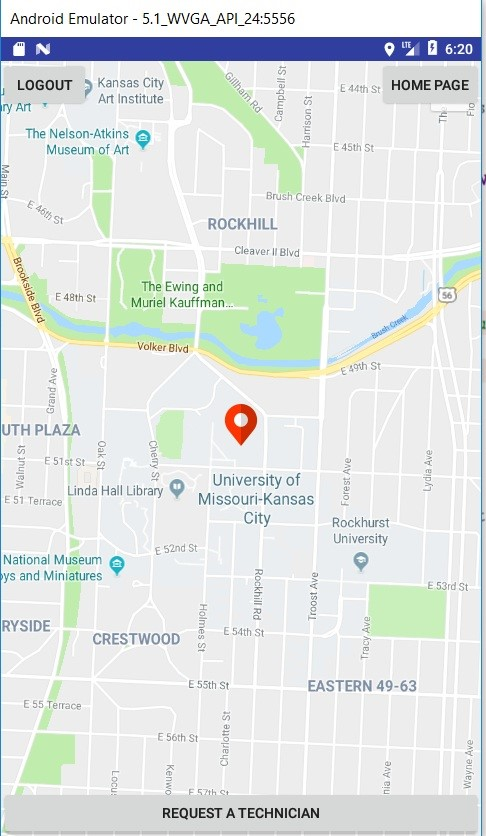 Android Emulator - 5.1_WVGA_API_24:5556
LTE
6:20
LOGOUT
HOME PAGE
Kansas City
Art Institute
ry Art
Gillham Rd
Campbell St
Harrison St
E 44th St
The Nelson-Atkins
Museum of Art
E 45th St
Main St
Brush Creek Blvd
E 46th St
ROCKHILL
Cleaver II Blvd
Brookside Blvd
The Ewing and
Muriel Kauffman...
E 48th St
56
Brush Creek
Volker Blvd
E 49th St
Grand Ave
UTH PLAZA
Walnut St
Oak St
Cherry St
E 51st St
Forest Ave
Lydia Ave
University of
Missouri-Kansas
City
Linda Hall Library
E 51 Terrace
Rockhurst
University
E 52nd St
National Museum
oys and Miniatures
Rockhill Rd
Troost Ave
E 53rd St
RYSIDE
CRESTWOOD
Holmes St
E 54th St
Tracy Ave
E 55th St
EASTERN 49-63
E 55 Terrace
Charlotte St
E 56th St
Wayne Ave
E 57th St
REQUEST A TECHNICIAN